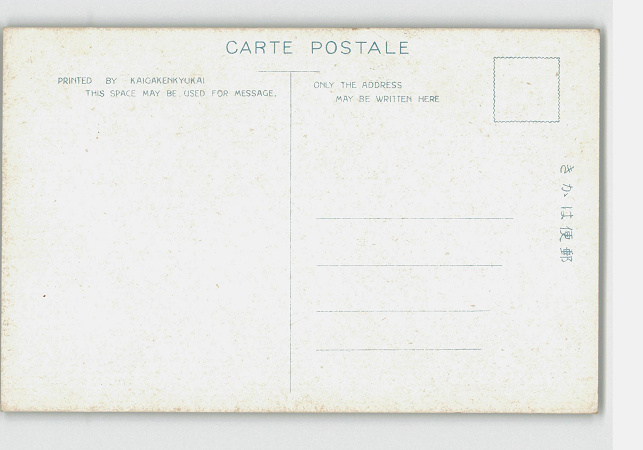 CARTE POSTALE
PRINTED BY KAIGAKENKYUKAI
THIS SPACE MAY BE USED FOR MESSAGE.
ONLY THE ADDRESS
MAY BE WRITTEN HERE
きかは便郵